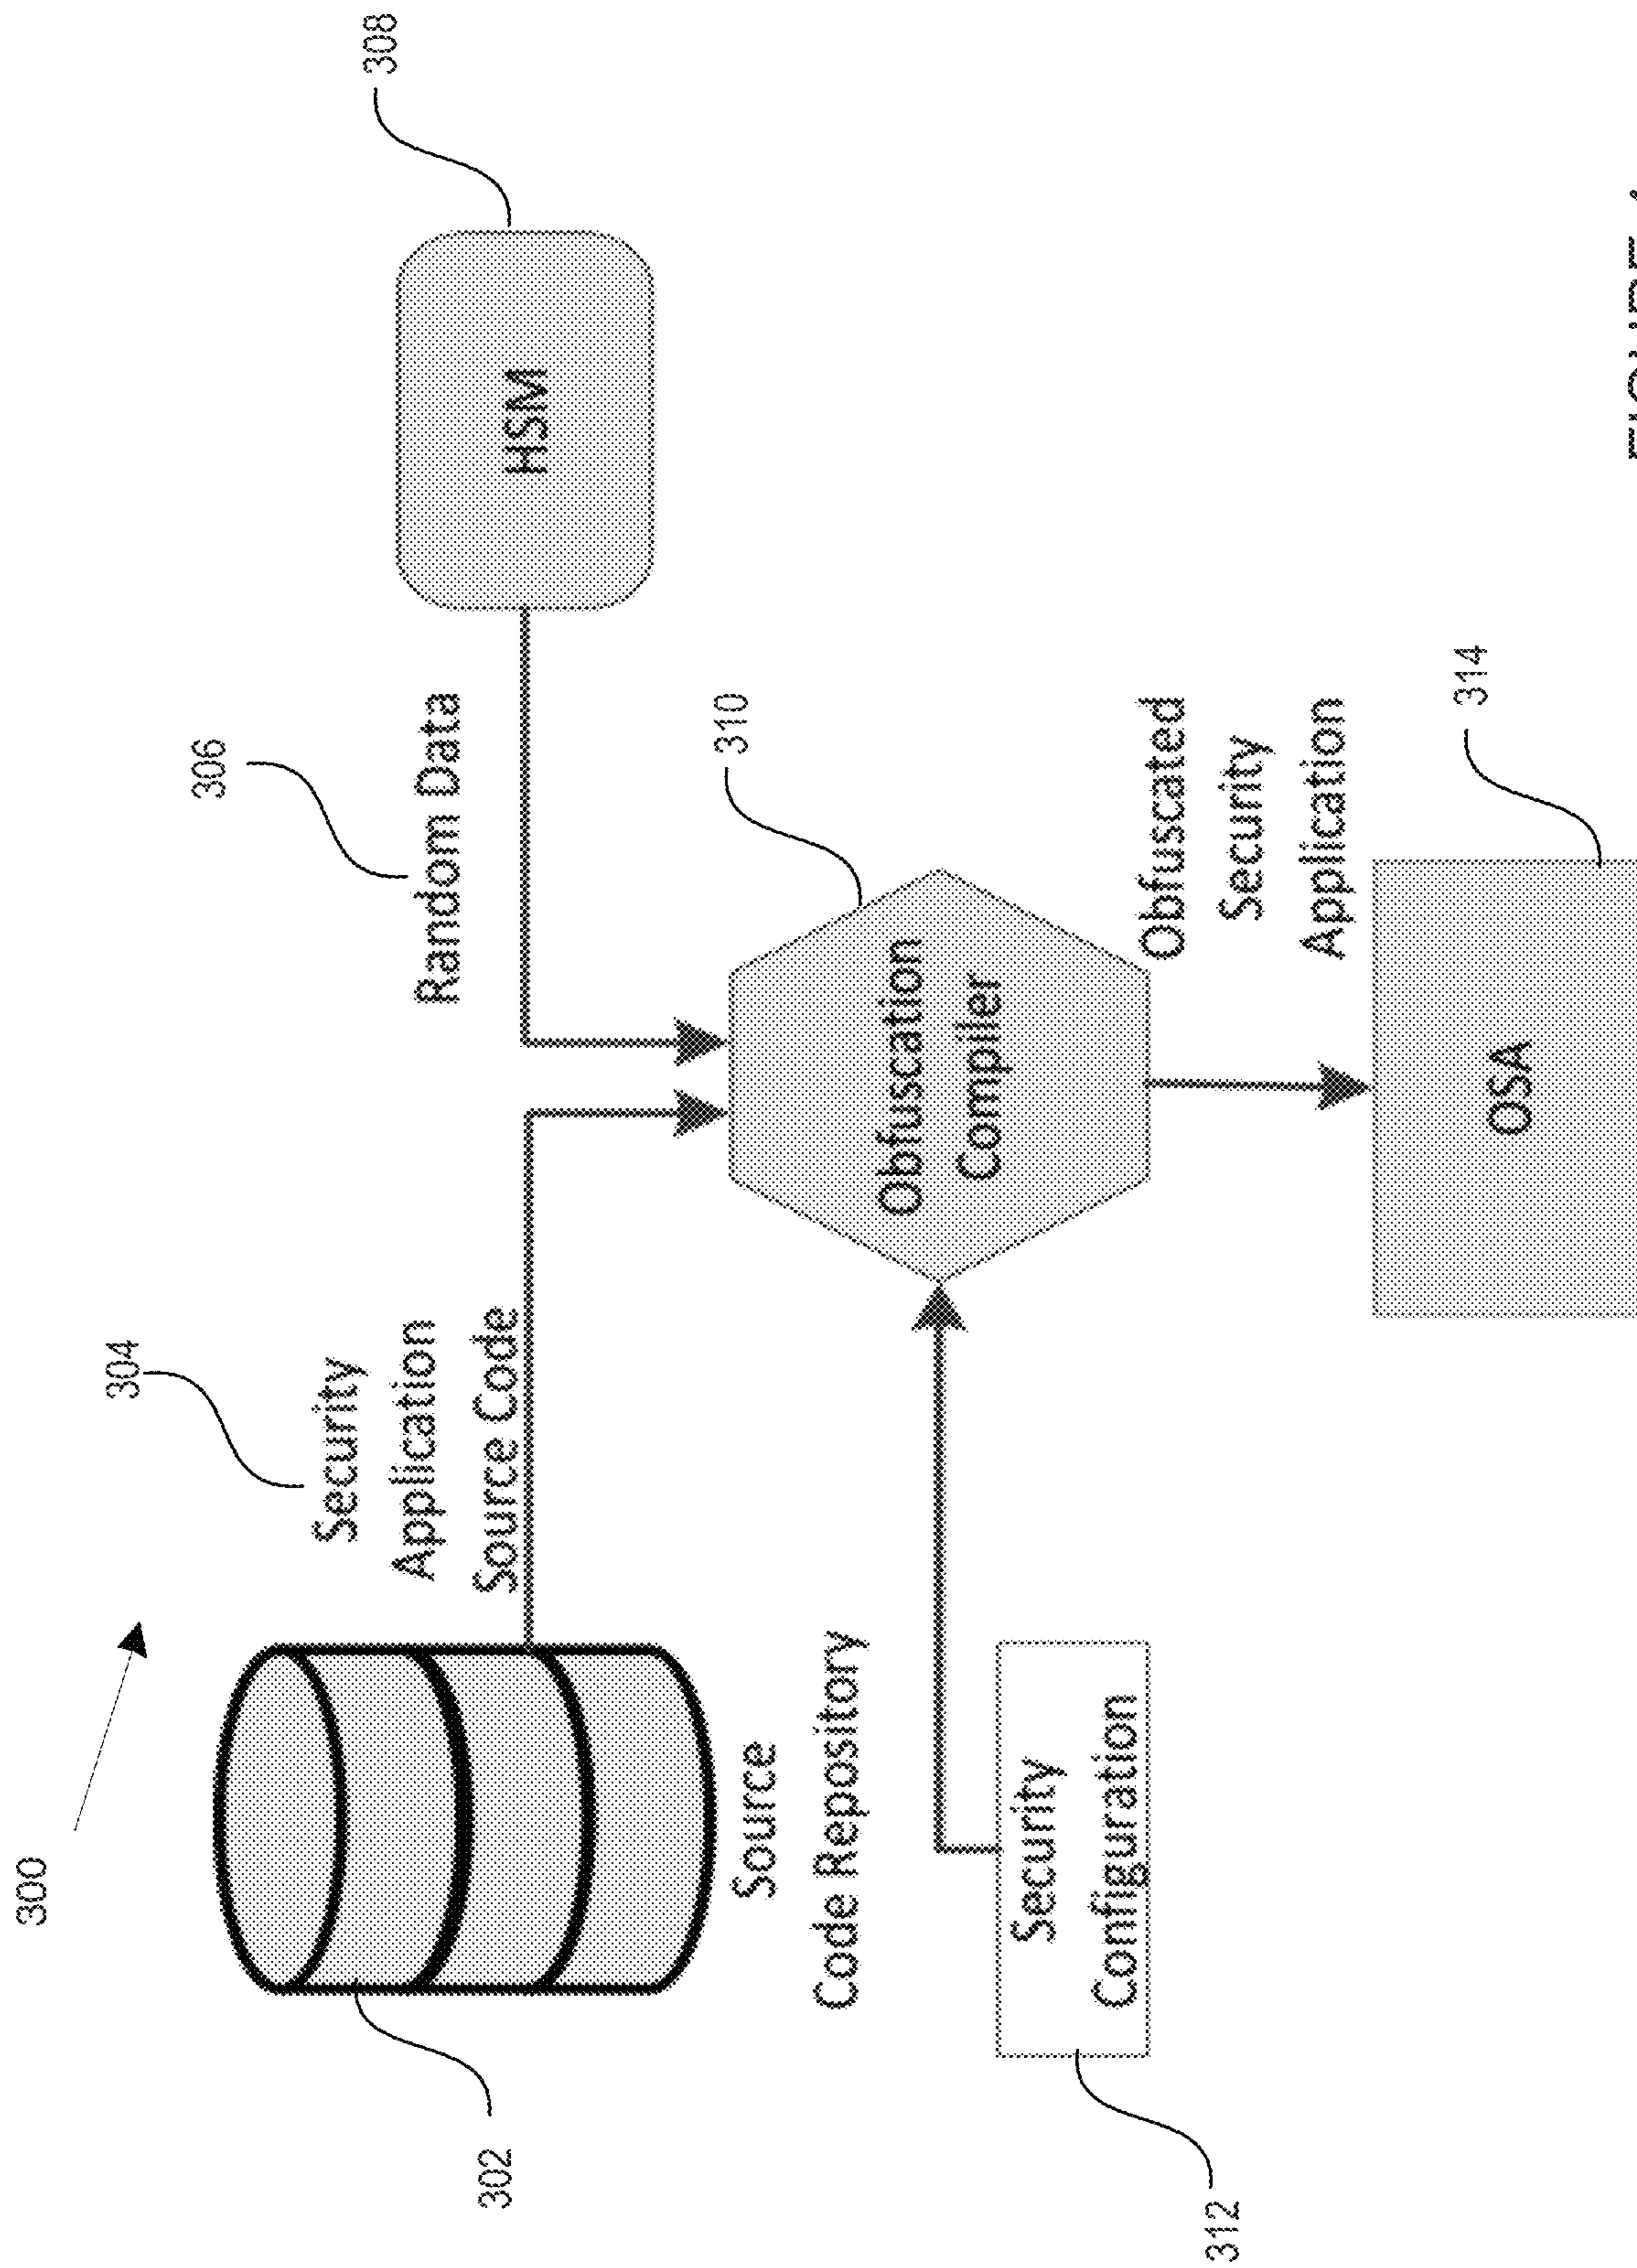 300
304
306
308
Security
Application
Source Code
Random Data
HSM
302
Source
Code Repository
310
Obfuscation
Compiler
312
Security
Configuration
Obfuscated
Security
Application
314
OSA